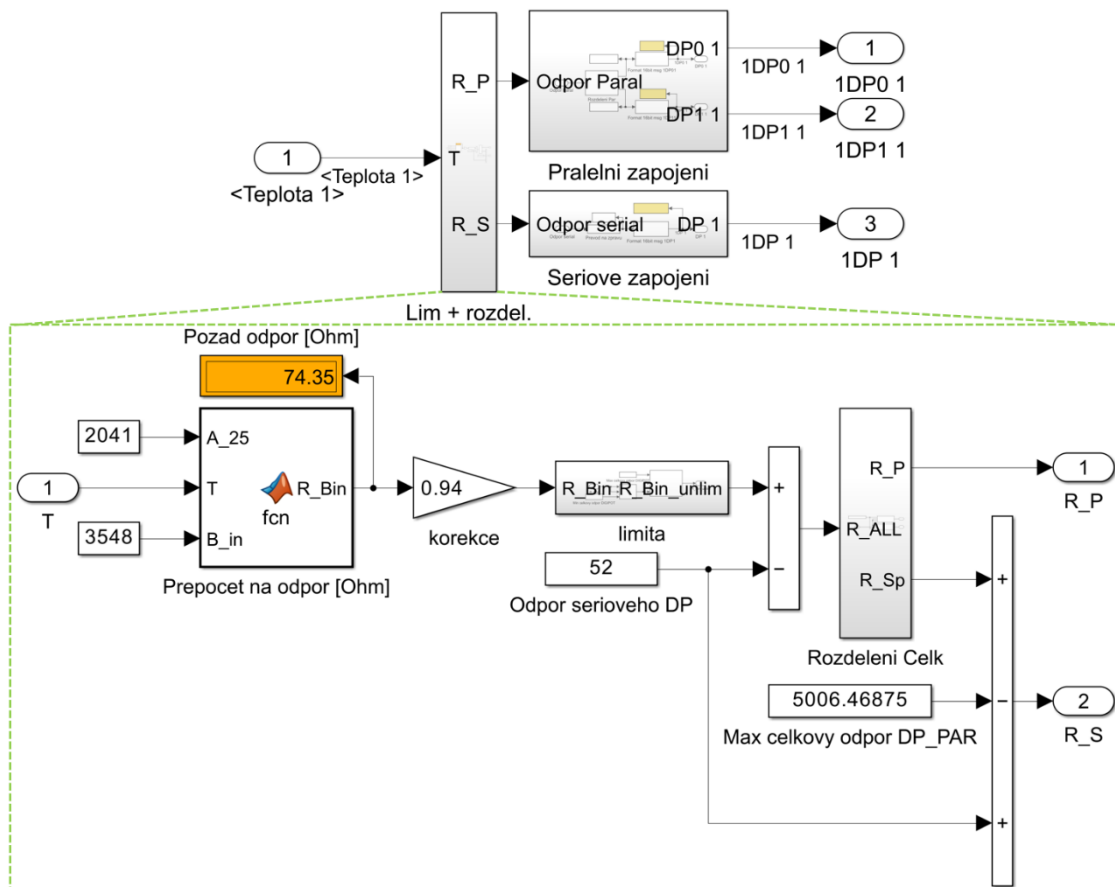 R_P
T
R_S
Lim + rozdel.
1
<Teplota 1>
<Teplota 1>
Odpor Paral
DP0 1
DP1 1
Pralelni zapojeni
1DP0 1
1
1DP0 1
1DP1 1
2
1DP1 1
Odpor serial
DP 1
Seriove zapojeni
1DP 1
3
1DP 1
Pozad odpor [Ohm]
74.35
2041
1
T
3548
A_25
T
B_in
fcn
R_Bin
Prepocet na odpor [Ohm]
0.94
korekce
R_Bin
R_Bin_unlim
limita
52
Odpor serioveho DP
+
−
R_ALL
R_P
R_Sp
Rozdeleni Celk
5006.46875
Max celkovy odpor DP_PAR
+
−
+
1
R_P
2
R_S